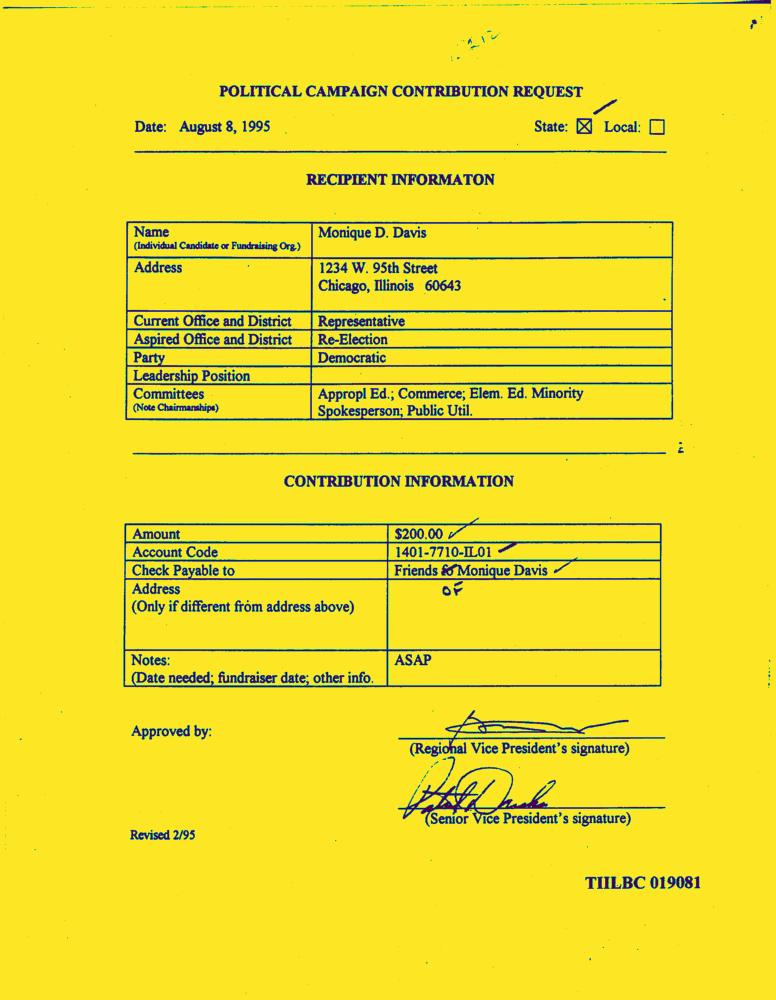 POLITICAL CAMPAIGN CONTRIBUTION REQUEST
Date: August 8, 1995 State: ☒ Local: ☐
RECIPIENT INFORMATON
Name Monique D. Davis
(Individual Candidate or Fundraising Org.)
Address 1234 W. 95th Street
Chicago, Illinois 60643
Current Office and District Representative
Aspired Office and District Re-Election
Party Democratic
Leadership Position
Committees Appropl Ed.; Commerce; Elem. Ed. Minority
(Note Chairmanships) Spokesperson; Public Util.
CONTRIBUTION INFORMATION
Amount $200.00
Account Code 1401-7710-IL01
Check Payable to Friends Monique Davis
Address OF
(Only if different from address above)
Notes: ASAP
(Date needed; fundraiser date; other info.
Approved by:
(Regional Vice President's signature)
(Senior Vice President's signature)
Revised 2/95
TIILBC 019081